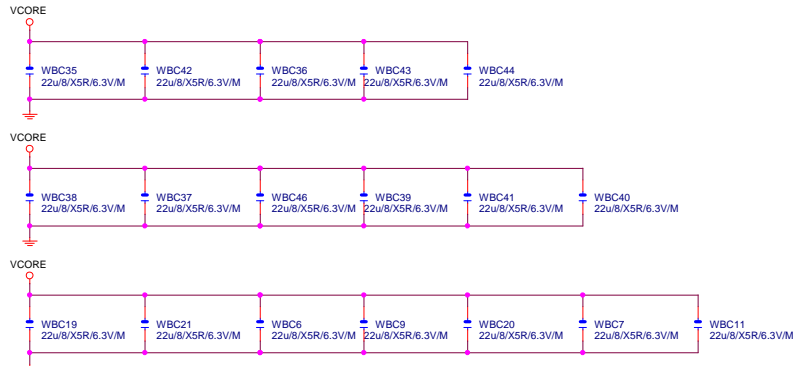 VCORE
WBC35 WBC42 WBC36 WBC43 WBC44
22u/8/X5R/6.3V/M 22u/8/X5R/6.3V/M 22u/8/X5R/6.3V/M 22u/8/X5R/6.3V/M 22u/8/X5R/6.3V/M
VCORE
WBC38 WBC37 WBC46 WBC39 WBC41 WBC40
22u/8/X5R/6.3V/M 22u/8/X5R/6.3V/M 22u/8/X5R/6.3V/M 22u/8/X5R/6.3V/M 22u/8/X5R/6.3V/M 22u/8/X5R/6.3V/M
VCORE
WBC19 WBC21 WBC6 WBC9 WBC20 WBC7 WBC11
22u/8/X5R/6.3V/M 22u/8/X5R/6.3V/M 22u/8/X5R/6.3V/M 22u/8/X5R/6.3V/M 22u/8/X5R/6.3V/M 22u/8/X5R/6.3V/M 22u/8/X5R/6.3V/M